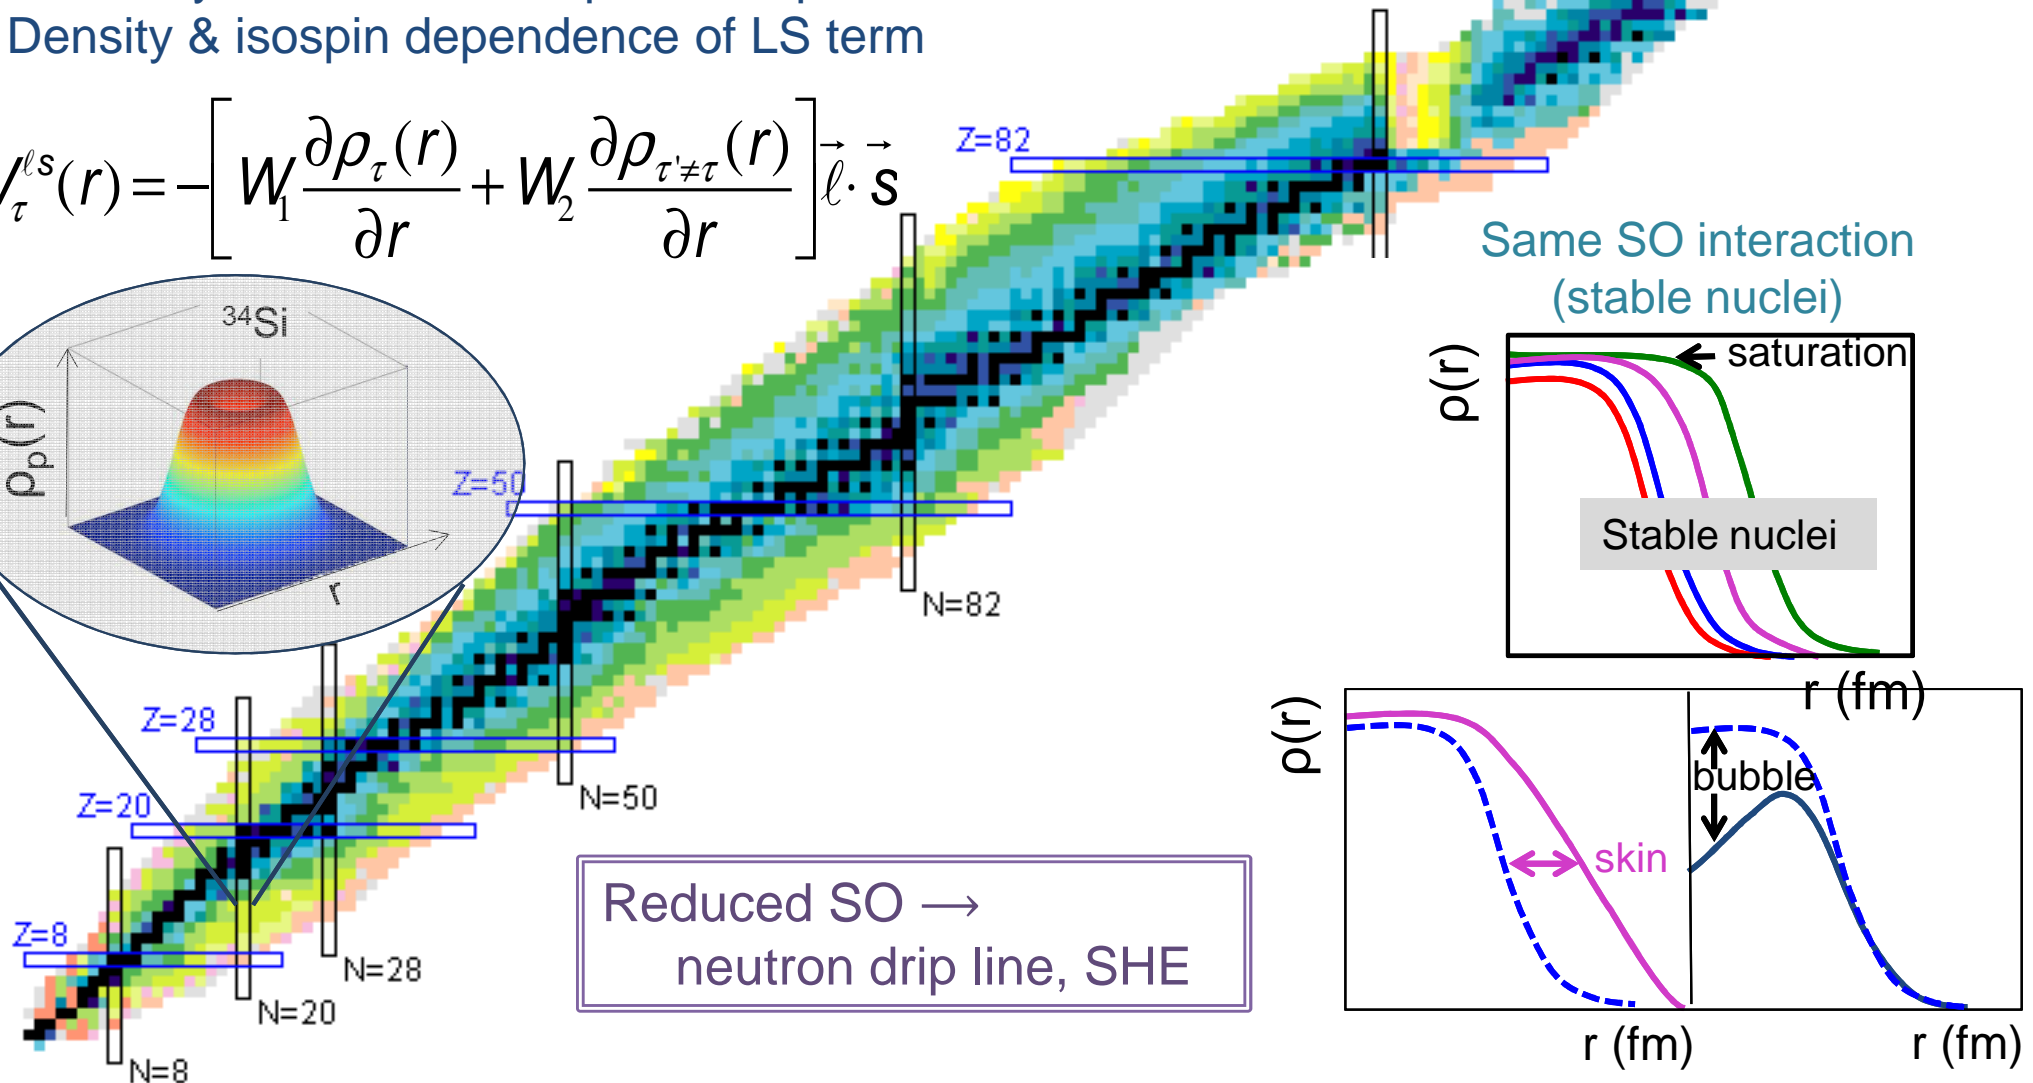 Density & isospin dependence of LS term
V_τ^{ℓs}(r) = −[W₁ ∂ρ_τ(r)/∂r + W₂ ∂ρ_{τ'≠τ}(r)/∂r] ℓ⃗ · s⃗
Z=82
Same SO interaction
(stable nuclei)
³⁴Si
ρp(r)
r
ρ(r)
saturation
Stable nuclei
r (fm)
Z=50
N=82
Z=28
N=50
Z=20
ρ(r)
bubble
skin
r (fm)
r (fm)
Reduced SO →
neutron drip line, SHE
Z=8
N=28
N=20
N=8